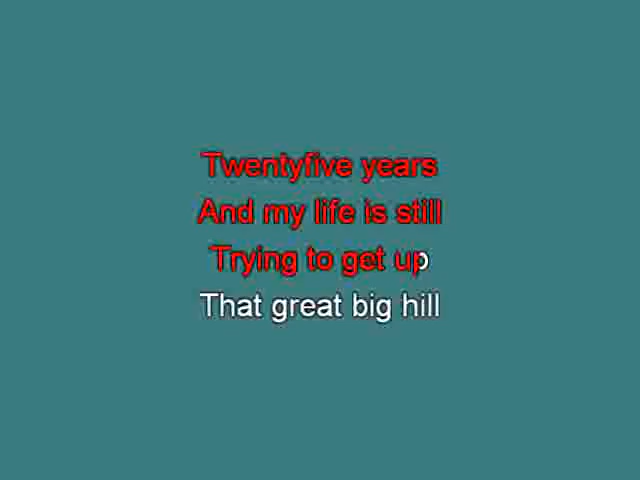 Twentyfive years
And my life is still
Trying to get up
That great big hill